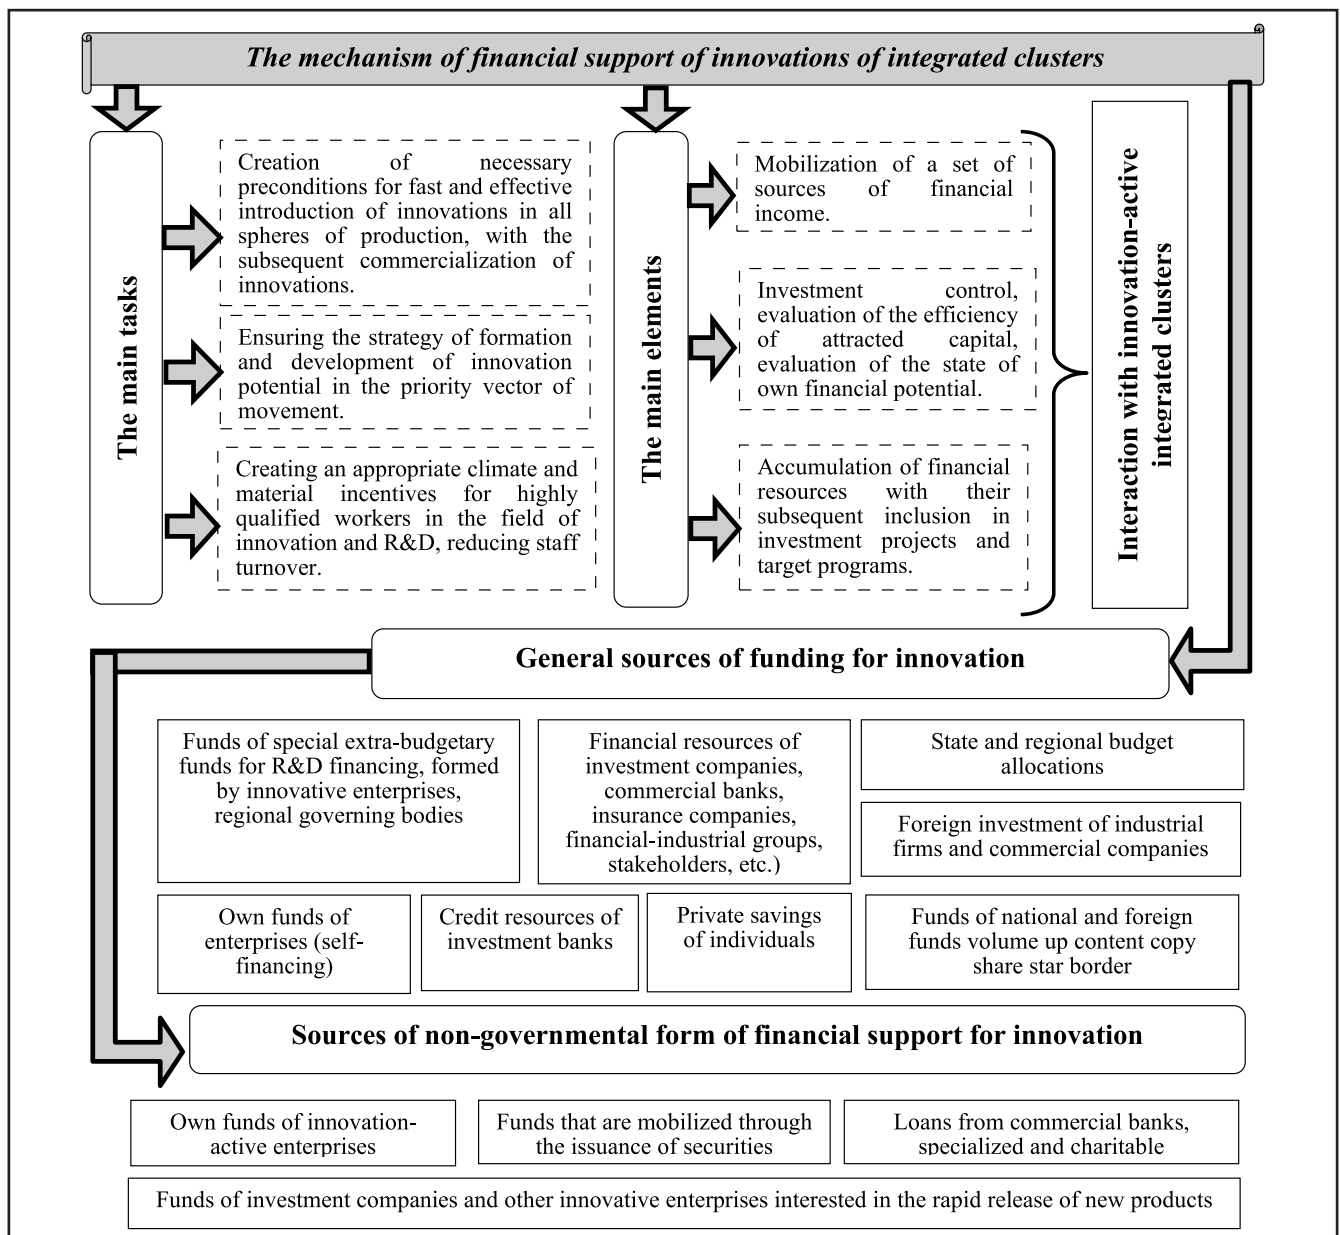 The mechanism of financial support of innovations of integrated clusters
The main tasks
Creation of necessary
preconditions for fast and effective
introduction of innovations in all
spheres of production, with the
subsequent commercialization of
innovations.
Ensuring the strategy of formation
and development of innovation
potential in the priority vector of
movement.
Creating an appropriate climate and
material incentives for highly
qualified workers in the field of
innovation and R&D, reducing staff
turnover.
The main elements
Mobilization of a set of
sources of financial
income.
Investment control,
evaluation of the efficiency
of attracted capital,
evaluation of the state of
own financial potential.
Accumulation of financial
resources with their
subsequent inclusion in
investment projects and
target programs.
Interaction with innovation-active
integrated clusters
General sources of funding for innovation
Funds of special extra-budgetary
funds for R&D financing, formed
by innovative enterprises,
regional governing bodies
Financial resources of
investment companies,
commercial banks,
insurance companies,
financial-industrial groups,
stakeholders, etc.)
State and regional budget
allocations
Foreign investment of industrial
firms and commercial companies
Own funds of
enterprises (self-
financing)
Credit resources of
investment banks
Private savings
of individuals
Funds of national and foreign
funds volume up content copy
share star border
Sources of non-governmental form of financial support for innovation
Own funds of innovation-
active enterprises
Funds that are mobilized through
the issuance of securities
Loans from commercial banks,
specialized and charitable
Funds of investment companies and other innovative enterprises interested in the rapid release of new products